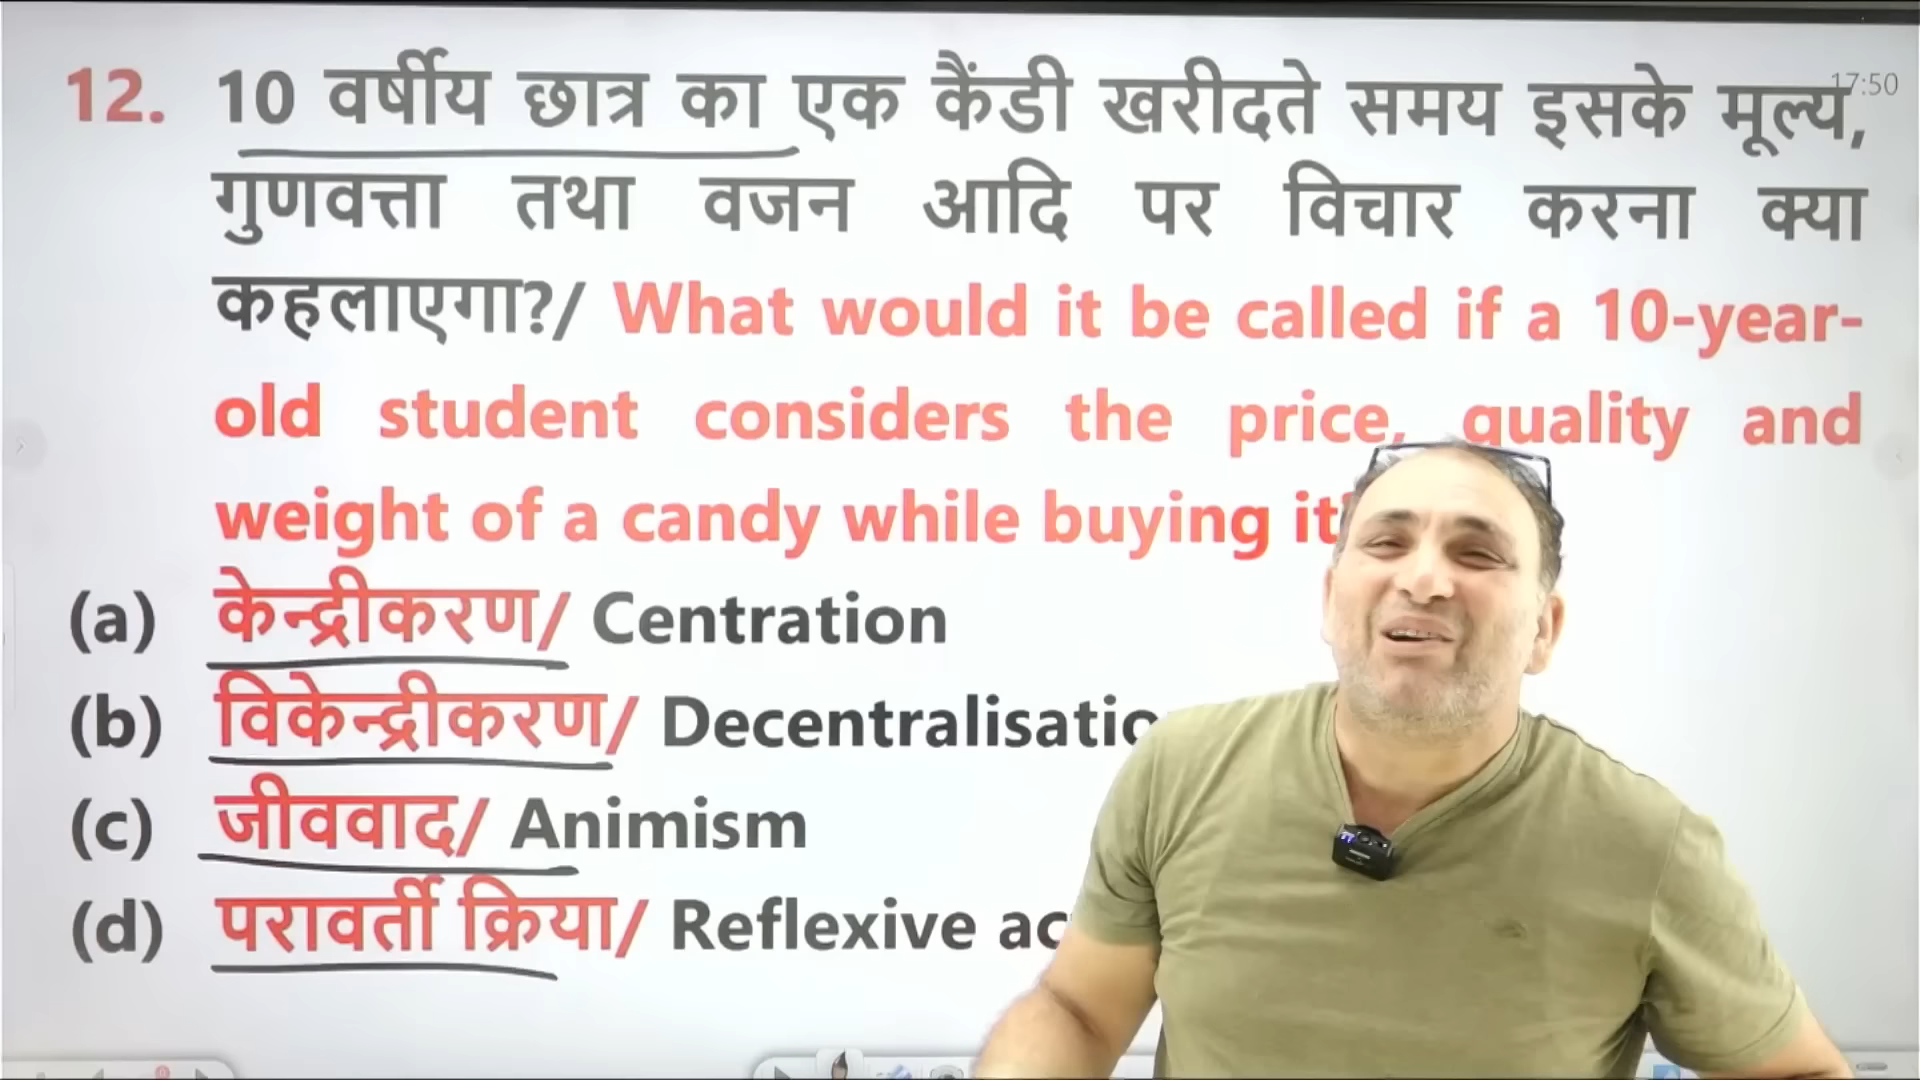 17:50
12. 10 वर्षीय छात्र का एक कैंडी खरीदते समय इसके मूल्य,
गुणवत्ता तथा वजन आदि पर विचार करना क्या
कहलाएगा?/ What would it be called if a 10-year-
old student considers the price, quality and
weight of a candy while buying it
(a) केन्द्रीकरण/ Centration
(b) विकेन्द्रीकरण/ Decentralisatio
(c) जीववाद/ Animism
(d) परावर्ती क्रिया/ Reflexive ac